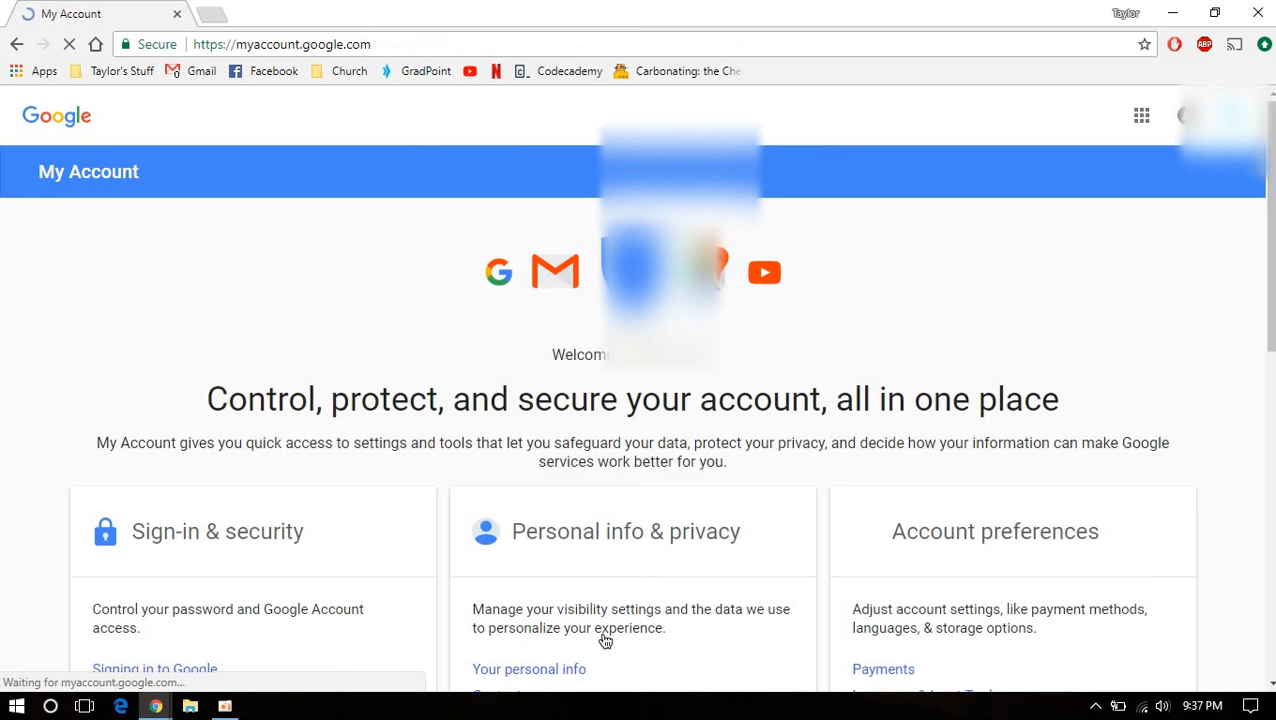 My Account
Taylor
Secure
https://myaccount.google.com
ABP
Apps
Taylor's Stuff
Gmail
Facebook
Church
GradPoint
Codecademy
Carbonating: the Che
Google
My Account
Control, protect, and secure your account, all in one place
My Account gives you quick access to settings and tools that let you safeguard your data, protect your privacy, and decide how your information can make Google
services work better for you.
Sign-in & security
Personal info & privacy
Account preferences
Control your password and Google Account
access.
Manage your visibility settings and the data we use
to personalize your experience.
Adjust account settings, like payment methods,
languages, & storage options.
Signing in to Google
Your personal info
Payments
Waiting for myaccount.google.com...
9:37 PM